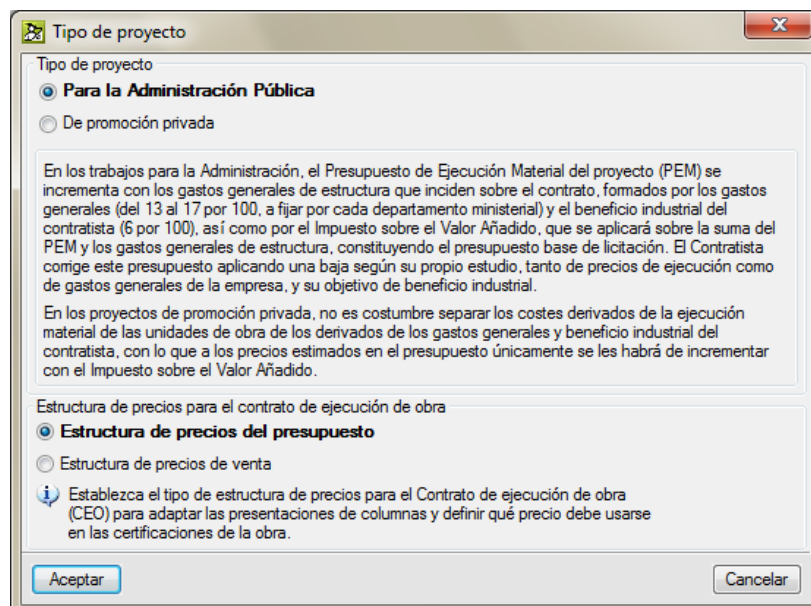 Tipo de proyecto
Tipo de proyecto
Para la Administración Pública
De promoción privada
En los trabajos para la Administración, el Presupuesto de Ejecución Material del proyecto (PEM) se
incrementa con los gastos generales de estructura que inciden sobre el contrato, formados por los gastos
generales (del 13 al 17 por 100, a fijar por cada departamento ministerial) y el beneficio industrial del
contratista (6 por 100), así como por el Impuesto sobre el Valor Añadido, que se aplicará sobre la suma del
PEM y los gastos generales de estructura, constituyendo el presupuesto base de licitación. El Contratista
corrige este presupuesto aplicando una baja según su propio estudio, tanto de precios de ejecución como
de gastos generales de la empresa, y su objetivo de beneficio industrial.
En los proyectos de promoción privada, no es costumbre separar los costes derivados de la ejecución
material de las unidades de obra de los derivados de los gastos generales y beneficio industrial del
contratista, con lo que a los precios estimados en el presupuesto únicamente se les habrá de incrementar
con el Impuesto sobre el Valor Añadido.
Estructura de precios para el contrato de ejecución de obra
Estructura de precios del presupuesto
Estructura de precios de venta
Establezca el tipo de estructura de precios para el Contrato de ejecución de obra
(CEO) para adaptar las presentaciones de columnas y definir qué precio debe usarse
en las certificaciones de la obra.
Aceptar
Cancelar